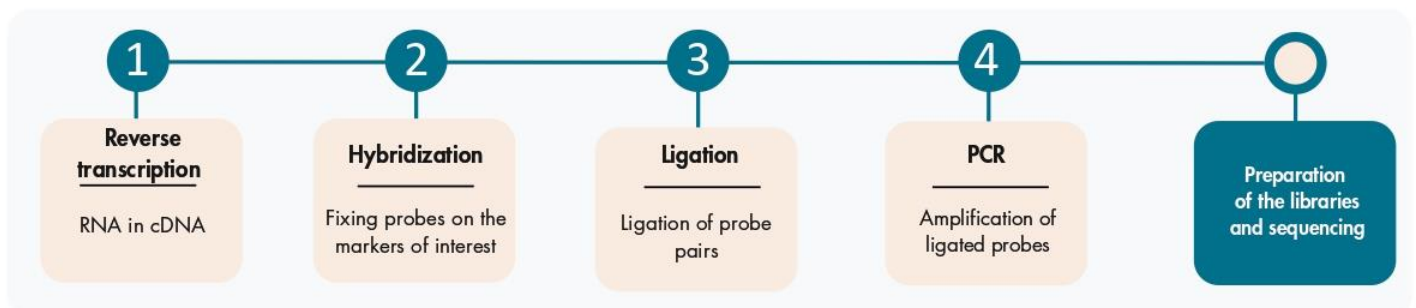 1
Reverse
transcription
RNA in cDNA
2
Hybridization
Fixing probes on the
markers of interest
3
Ligation
Ligation of probe
pairs
4
PCR
Amplification of
ligated probes
Preparation
of the libraries
and sequencing